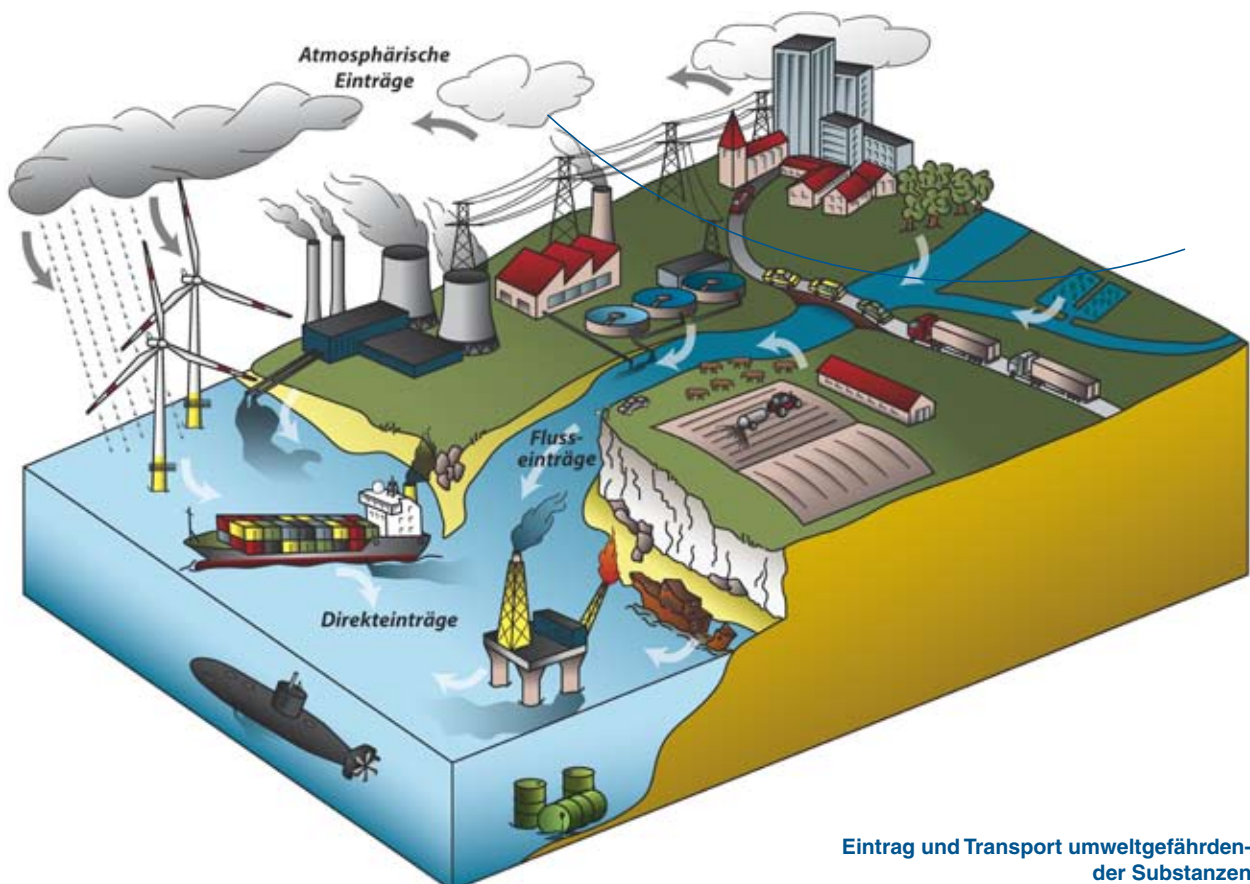 Atmosphärische
Einträge
Fluss-
einträge
Direkteinträge
Eintrag und Transport umweltgefährden-
der Substanzen